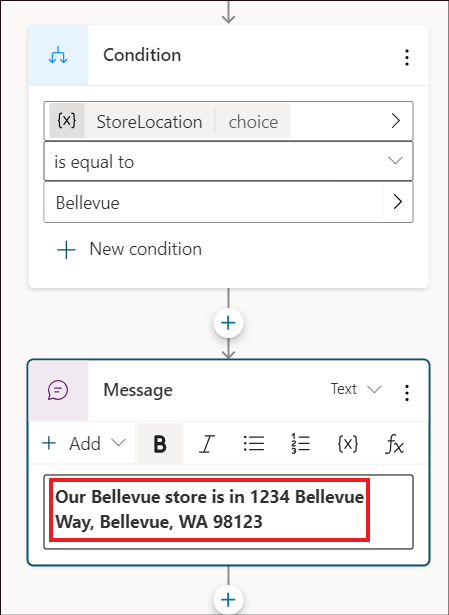 Condition
{x} StoreLocation choice
is equal to
Bellevue
+ New condition
+
Message Text
+ Add B I {x} fx
Our Bellevue store is in 1234 Bellevue
Way, Bellevue, WA 98123
+